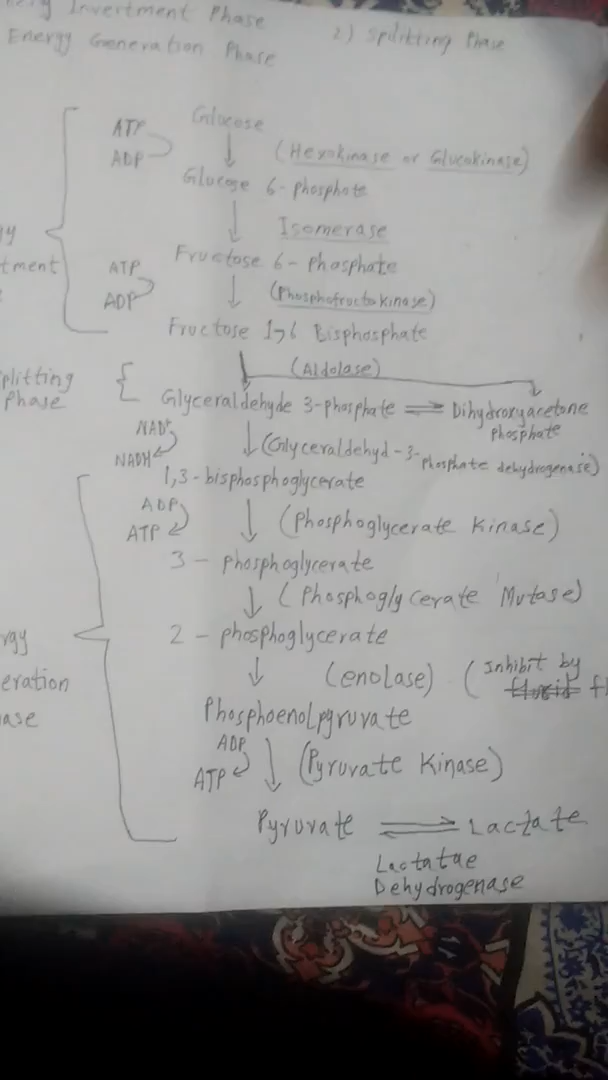 Invertment Phase
2) Splitting Phase
Energy Generation Phase
Glocose
ATP
ADP
(Hexokinase or Glucokinase)
Glucose 6-phosphate
Isomerase
Fructose 6-Phosphate
ATP
ADP
(Phosphofructokinase)
tment
Fructose 1→6 Bisphosphate
(Aldolase)
plitting
Phase
Glyceraldehyde 3-phosphate ⇌ Dihydroxyacetone
phosphate
NAD+
NADH
(Glyceraldehyd-3-phosphate dehydrogenase)
1,3-bisphosphoglycerate
ADP
ATP
(Phosphoglycerate Kinase)
3-phosphoglycerate
(Phosphoglycerate Mutase)
2-phosphoglycerate
rgy
eration
ase
(enolase) (Inhibit by
Phosphoenolpyruvate
ADP
ATP
(Pyruvate Kinase)
Pyruvate ⇌ Lactate
Lactatae
Dehydrogenase